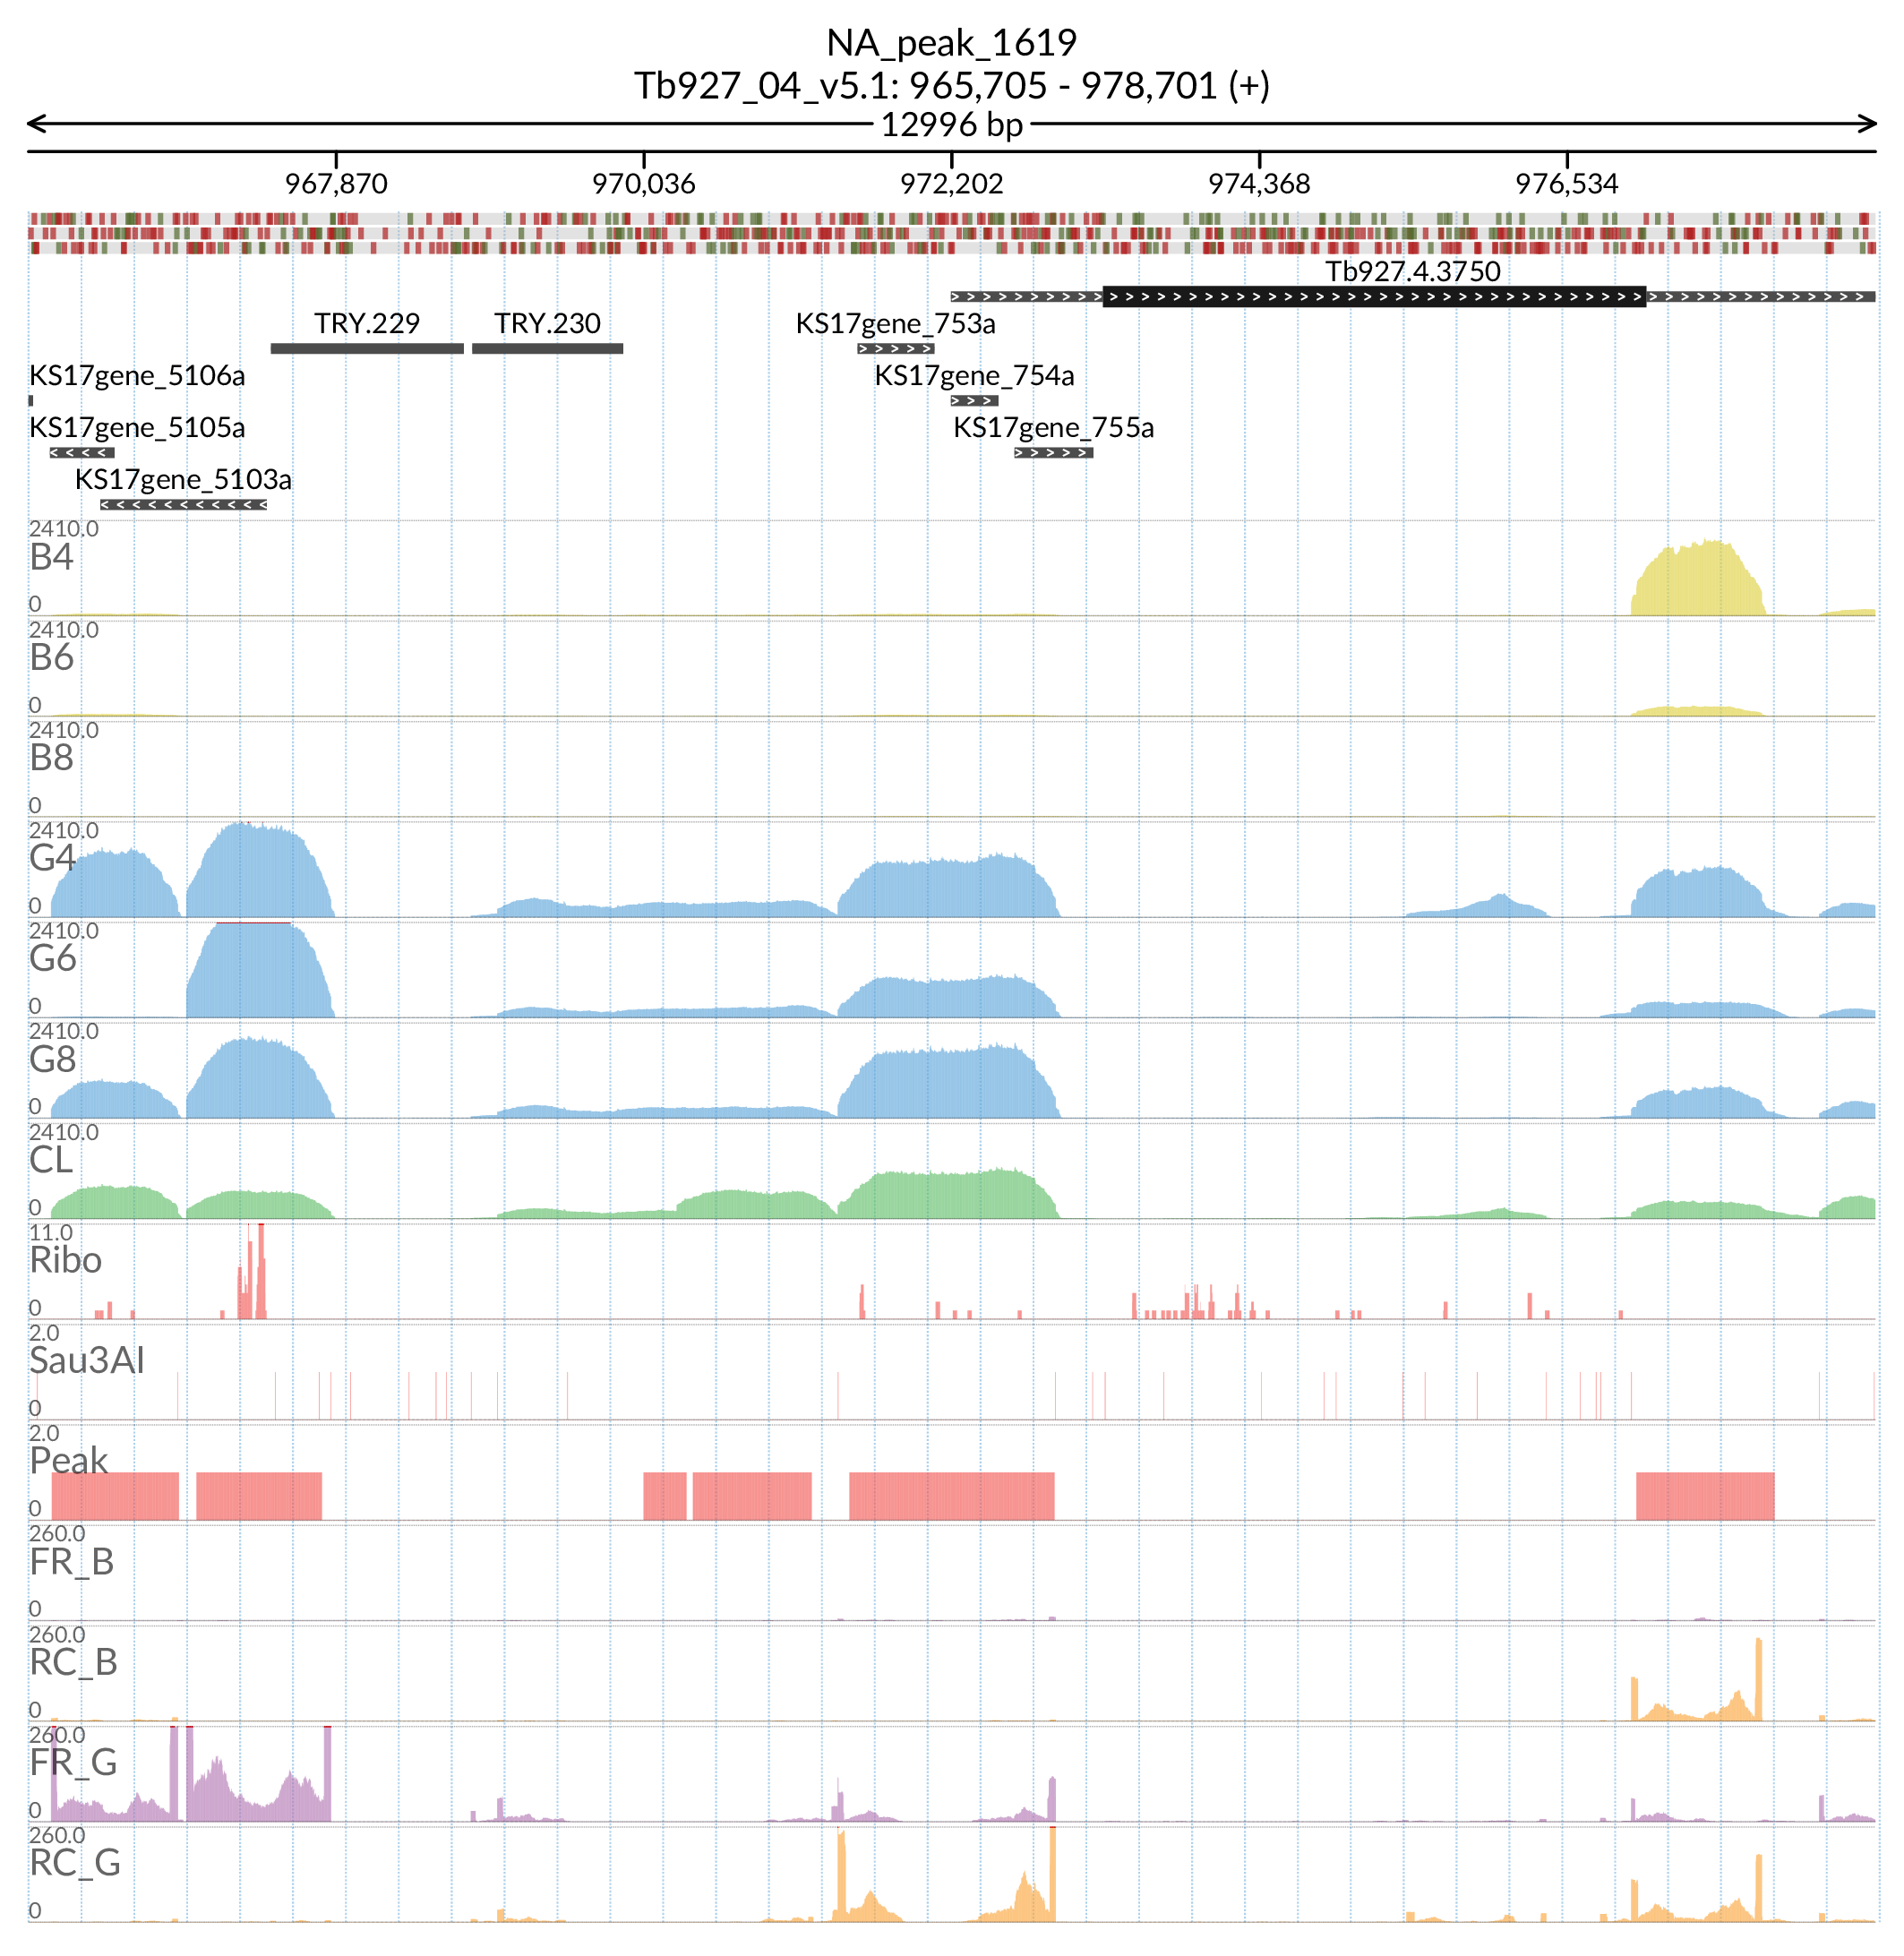 NA_peak_1619
Tb927_04_v5.1: 965,705 - 978,701 (+)
12996 bp
967,870 970,036 972,202 974,368 976,534
Tb927.4.3750
TRY.229 TRY.230 KS17gene_753a
KS17gene_5106a KS17gene_754a
KS17gene_5105a KS17gene_755a
KS17gene_5103a
2410.0
B4
0
2410.0
B6
0
2410.0
B8
0
2410.0
G4
0
2410.0
G6
0
2410.0
G8
0
2410.0
CL
0
11.0
Ribo
0
2.0
Sau3AI
0
2.0
Peak
0
260.0
FR_B
0
260.0
RC_B
0
260.0
FR_G
0
260.0
RC_G
0